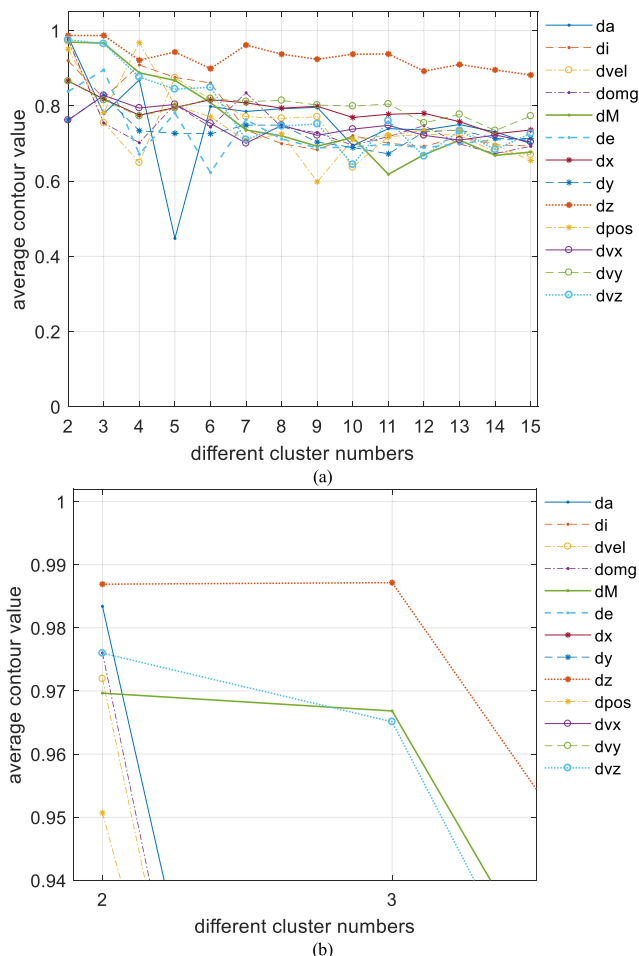 1
0.8
0.6
0.4
0.2
0
average contour value
2 3 4 5 6 7 8 9 10 11 12 13 14 15
different cluster numbers
da
di
dvel
domg
dM
de
dx
dy
dz
dpos
dvx
dvy
dvz
(a)
1
0.99
0.98
0.97
0.96
0.95
0.94
average contour value
2 3
different cluster numbers
da
di
dvel
domg
dM
de
dx
dy
dz
dpos
dvx
dvy
dvz
(b)